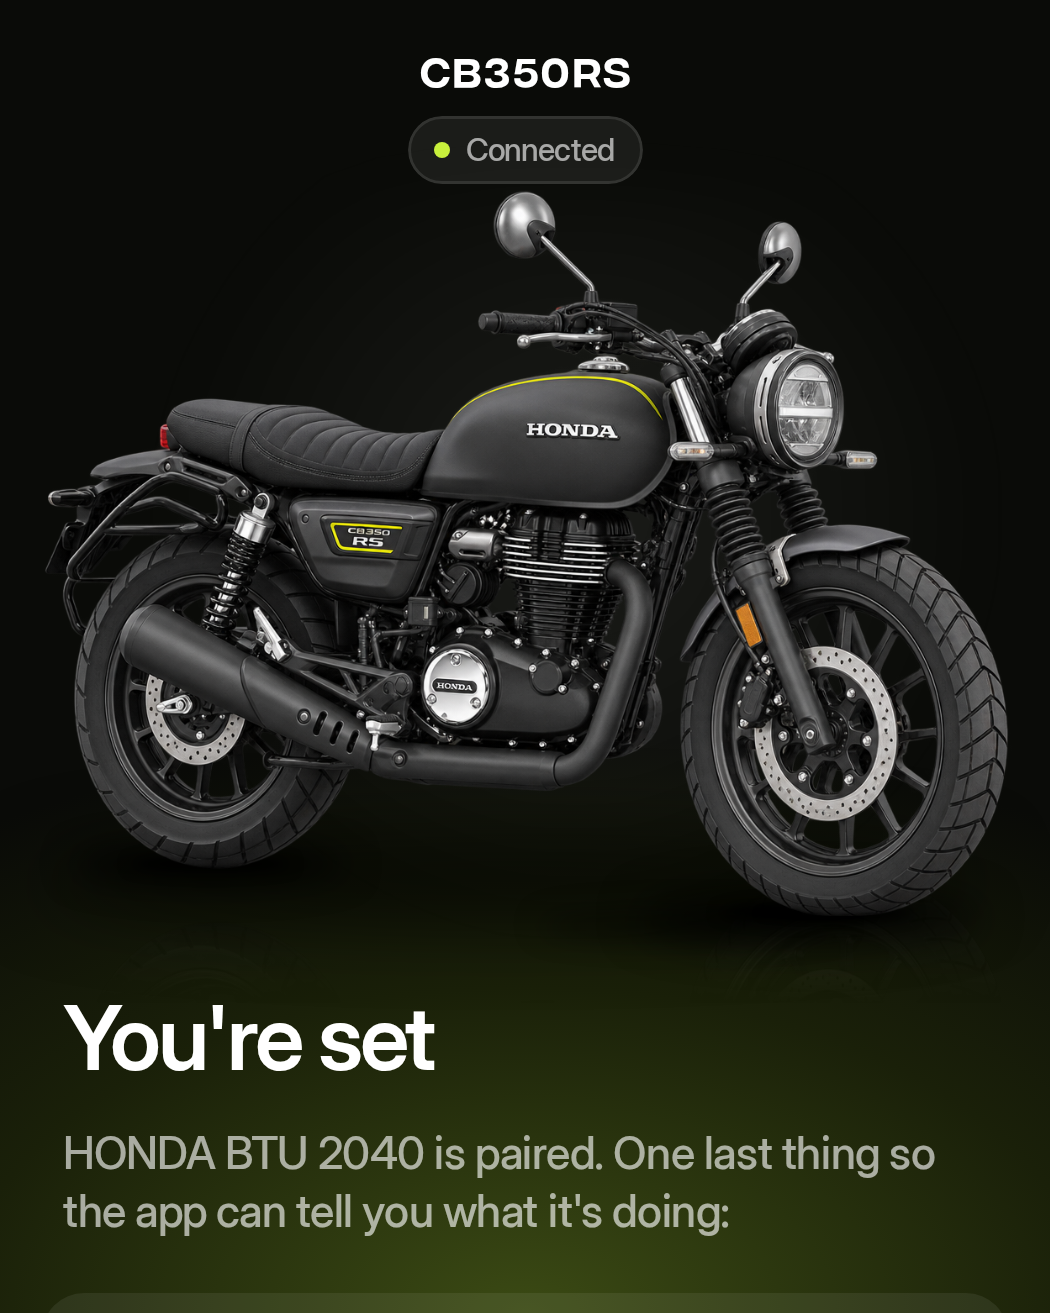 CB350RS
Connected
HONDA
CB350
RS
HONDA
You're set
HONDA BTU 2040 is paired. One last thing so
the app can tell you what it's doing: